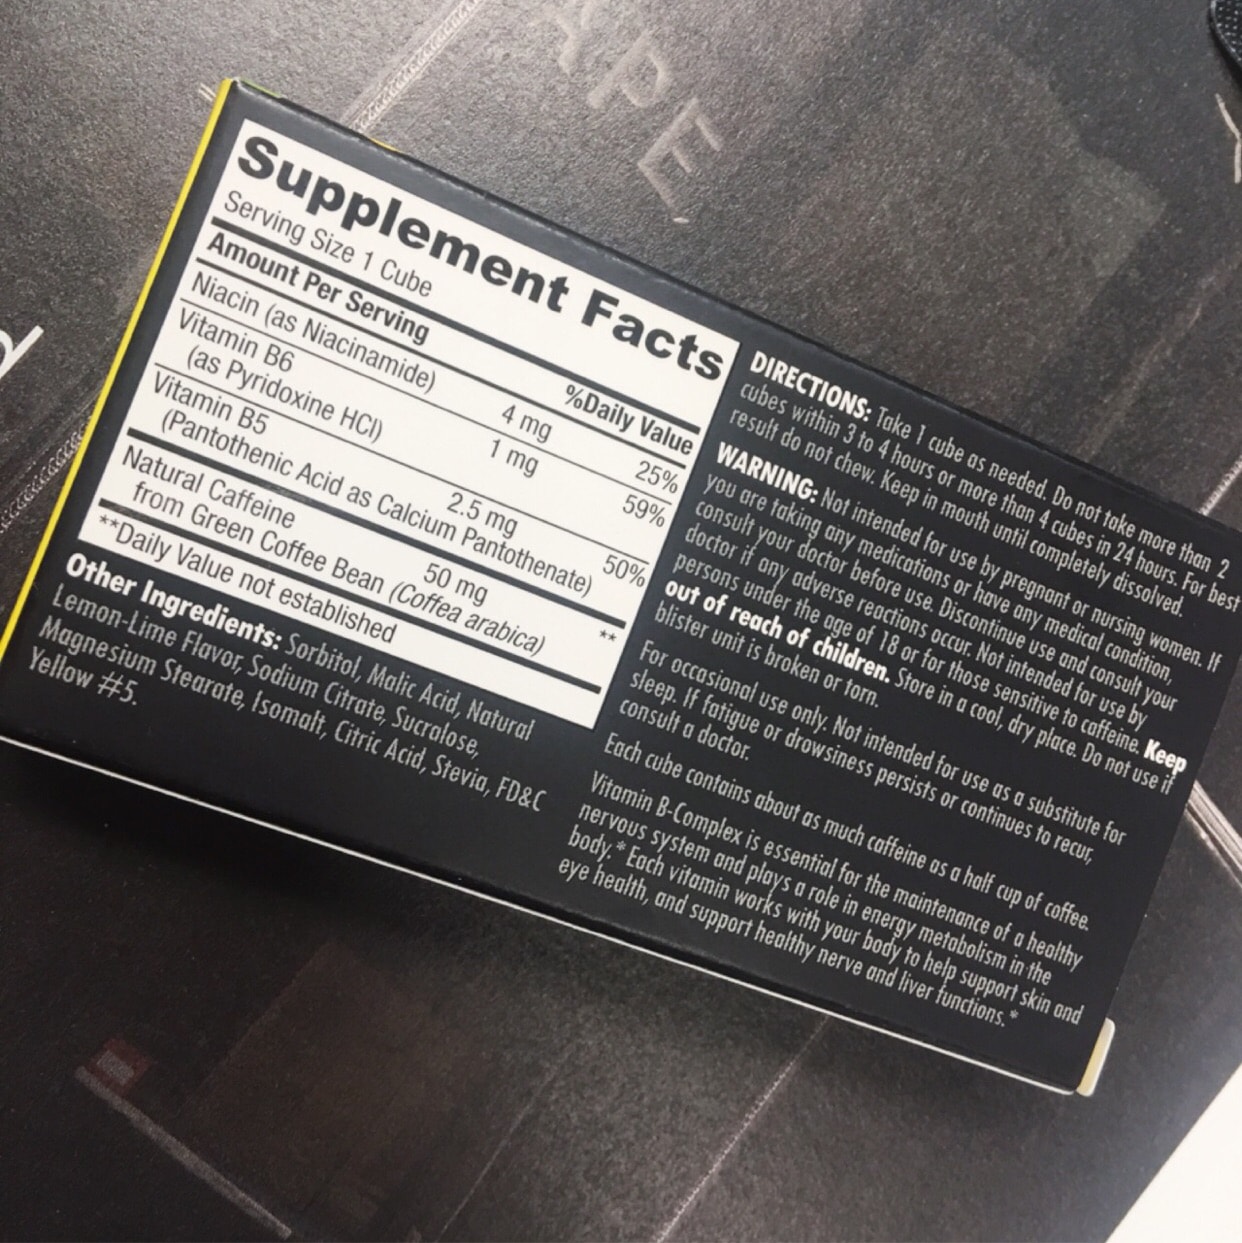 APE
Supplement Facts
Serving Size 1 Cube
Amount Per Serving %Daily Value
Niacin (as Niacinamide) 4 mg 25%
Vitamin B6 1 mg 59%
(as Pyridoxine HCl)
Vitamin B5 2.5 mg 50%
(Pantothenic Acid as Calcium Pantothenate)
Natural Caffeine 50 mg **
from Green Coffee Bean (Coffea arabica)
**Daily Value not established
Other Ingredients: Sorbitol, Malic Acid, Natural
Lemon-Lime Flavor, Sodium Citrate, Sucralose,
Magnesium Stearate, Isomalt, Citric Acid, Stevia, FD&C
Yellow #5.
DIRECTIONS: Take 1 cube as needed. Do not take more than 2
cubes within 3 to 4 hours or more than 4 cubes in 24 hours. For best
result do not chew. Keep in mouth until completely dissolved.
WARNING: Not intended for use by pregnant or nursing women. If
you are taking any medications or have any medical condition,
consult your doctor before use. Discontinue use and consult your
doctor if any adverse reactions occur. Not intended for use by
persons under the age of 18 or for those sensitive to caffeine. Keep
out of reach of children. Store in a cool, dry place. Do not use if
blister unit is broken or torn.
For occasional use only. Not intended for use as a substitute for
sleep. If fatigue or drowsiness persists or continues to recur,
consult a doctor.
Each cube contains about as much caffeine as a half cup of coffee.
Vitamin B-Complex is essential for the maintenance of a healthy
nervous system and plays a role in energy metabolism in the
body.* Each vitamin works with your body to help support skin and
eye health, and support healthy nerve and liver functions.*